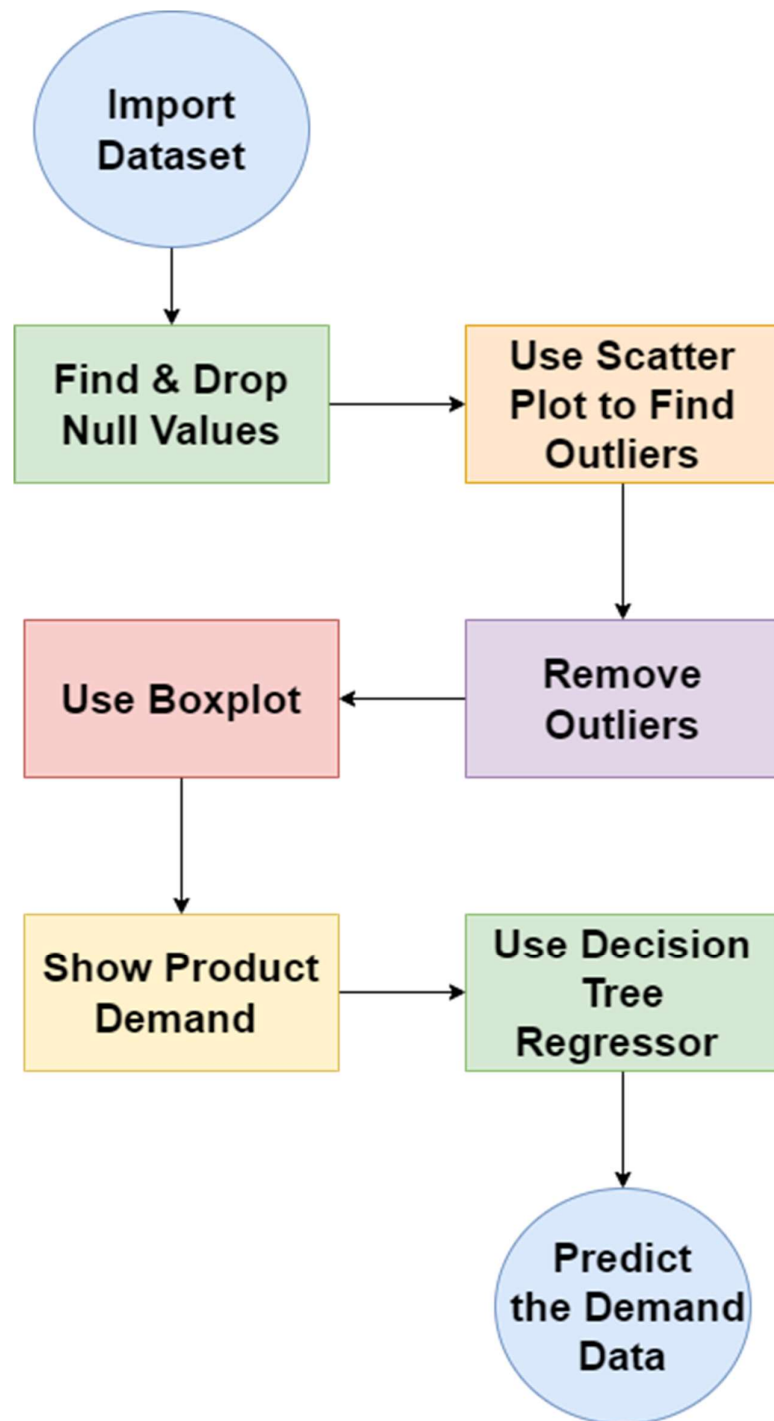 Import
Dataset
Find & Drop
Null Values
Use Scatter
Plot to Find
Outliers
Remove
Outliers
Use Boxplot
Show Product
Demand
Use Decision
Tree
Regressor
Predict
the Demand
Data